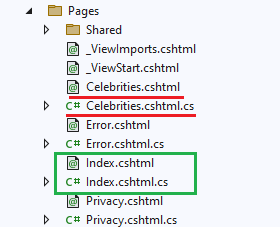 Pages
Shared
_ViewImports.cshtml
_ViewStart.cshtml
Celebrities.cshtml
C# Celebrities.cshtml.cs
Error.cshtml
C# Error.cshtml.cs
Index.cshtml
C# Index.cshtml.cs
Privacy.cshtml
C# Privacy.cshtml.cs